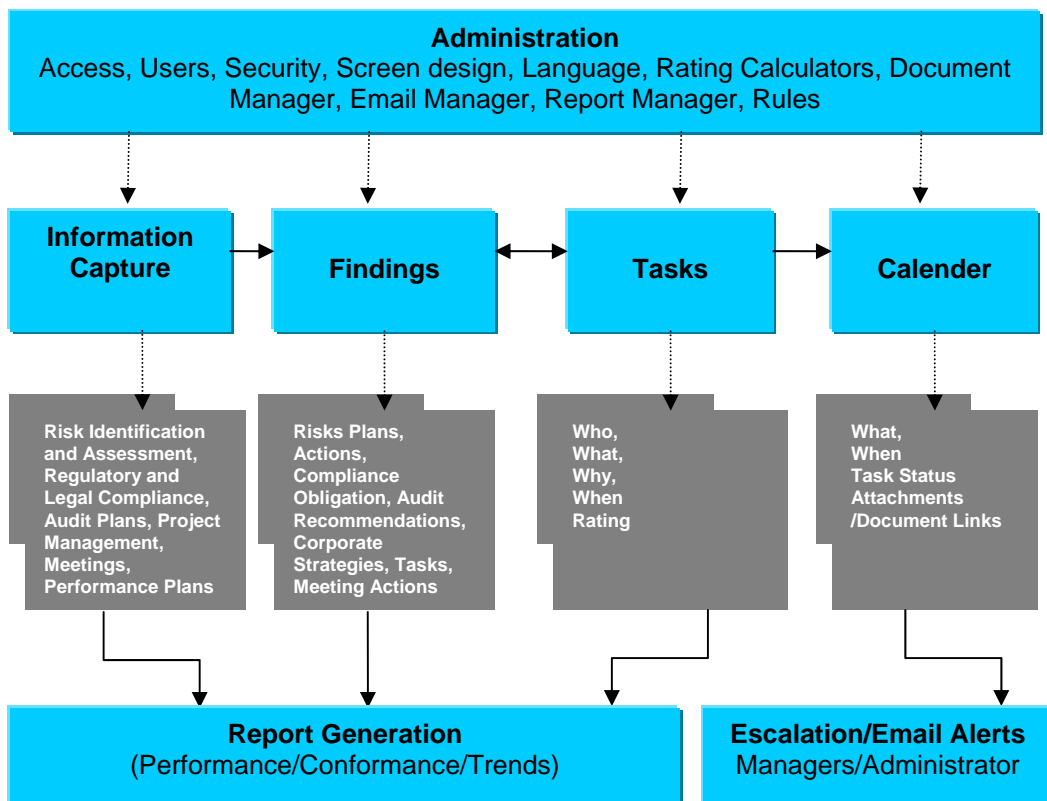 Administration
Access, Users, Security, Screen design, Language, Rating Calculators, Document
Manager, Email Manager, Report Manager, Rules
Information
Capture
Findings
Tasks
Calender
Risk Identification
and Assessment,
Regulatory and
Legal Compliance,
Audit Plans, Project
Management,
Meetings,
Performance Plans
Risks Plans,
Actions,
Compliance
Obligation, Audit
Recommendations,
Corporate
Strategies, Tasks,
Meeting Actions
Who,
What,
Why,
When
Rating
What,
When
Task Status
Attachments
/Document Links
Report Generation
(Performance/Conformance/Trends)
Escalation/Email Alerts
Managers/Administrator